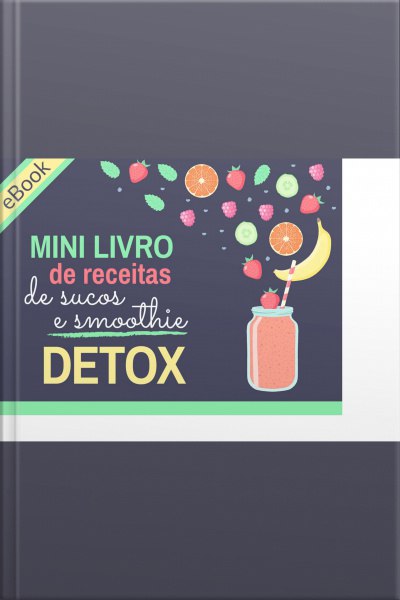 eBook
MINI LIVRO
de receitas
de sucos
e smoothie
DETOX